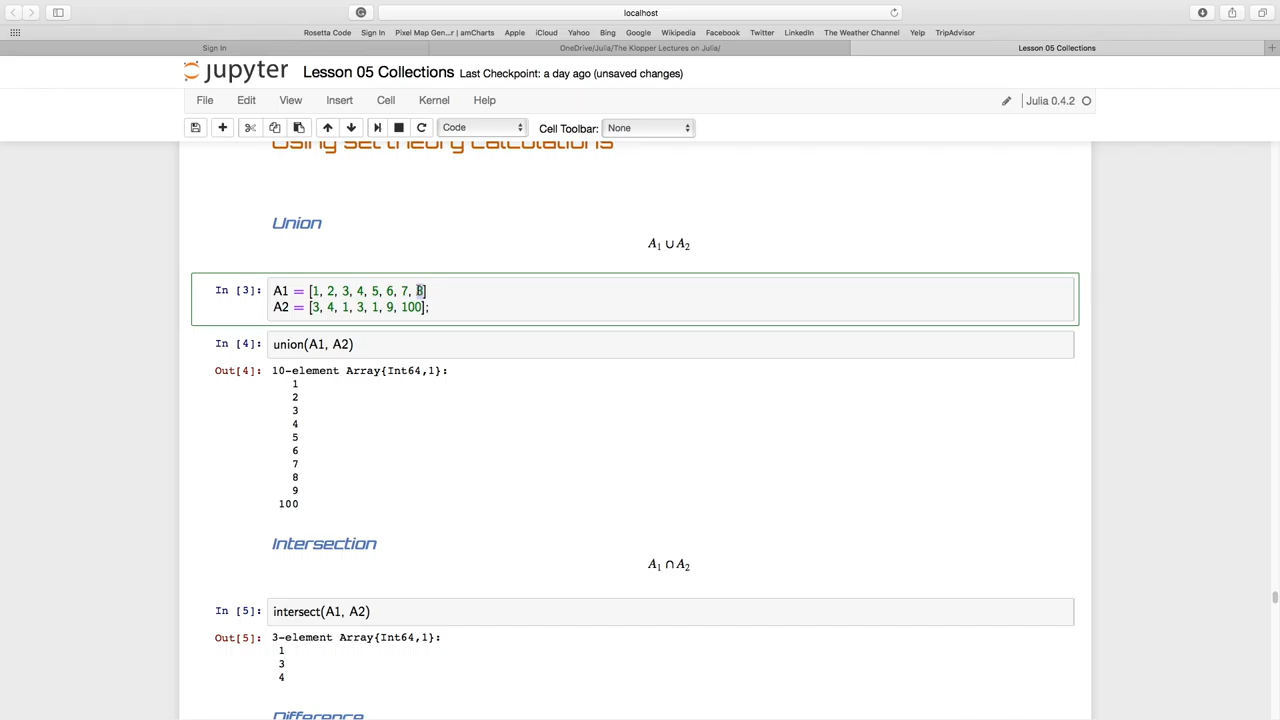 localhost
Rosetta Code Sign In Pixel Map Gen...r | amCharts Apple iCloud Yahoo Bing Google Wikipedia Facebook Twitter LinkedIn The Weather Channel Yelp TripAdvisor
Sign In OneDrive/Julia/The Klopper Lectures on Julia/ Lesson 05 Collections
jupyter Lesson 05 Collections Last Checkpoint: a day ago (unsaved changes)
File Edit View Insert Cell Kernel Help Julia 0.4.2
Code Cell Toolbar: None
Using set theory calculations
Union
A1 ∪ A2
In [3]: A1 = [1, 2, 3, 4, 5, 6, 7, 8]
A2 = [3, 4, 1, 3, 1, 9, 100];
In [4]: union(A1, A2)
Out[4]: 10-element Array{Int64,1}:
1
2
3
4
5
6
7
8
9
100
Intersection
A1 ∩ A2
In [5]: intersect(A1, A2)
Out[5]: 3-element Array{Int64,1}:
1
3
4
Difference